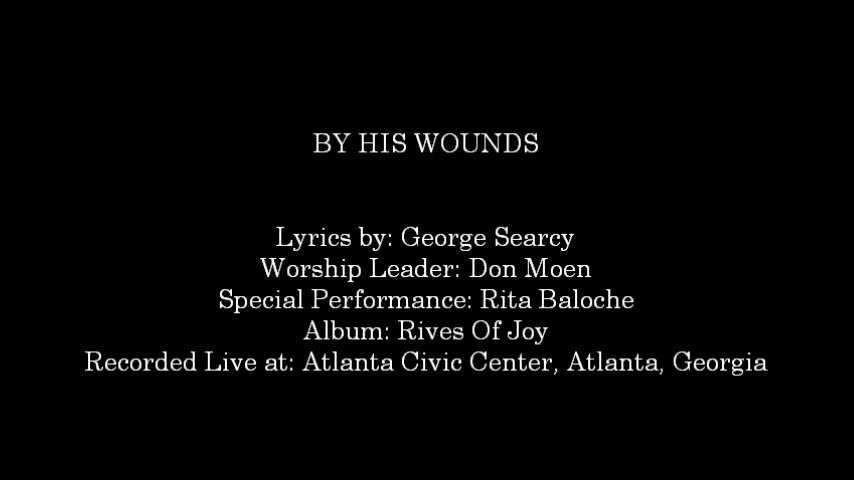 BY HIS WOUNDS
Lyrics by: George Searcy
Worship Leader: Don Moen
Special Performance: Rita Baloche
Album: Rives Of Joy
Recorded Live at: Atlanta Civic Center, Atlanta, Georgia